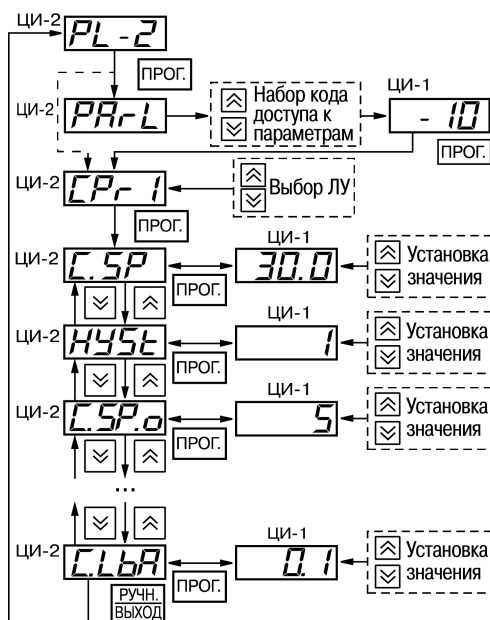 ЦИ-2 PL-2
ПРОГ.
ЦИ-2 PArL
Набор кода
доступа к
параметрам
ЦИ-1
-10
ПРОГ.
ЦИ-2 CPr1
Выбор ЛУ
ПРОГ.
ЦИ-2 C.SP
ПРОГ.
ЦИ-1
30.0
Установка
значения
ЦИ-2 HYSt
ПРОГ.
ЦИ-1
1
Установка
значения
ЦИ-2 C.SP.o
ПРОГ.
ЦИ-1
5
Установка
значения
...
ЦИ-2 C.LbA
ПРОГ.
ЦИ-1
0.1
Установка
значения
РУЧН.
ВЫХОД